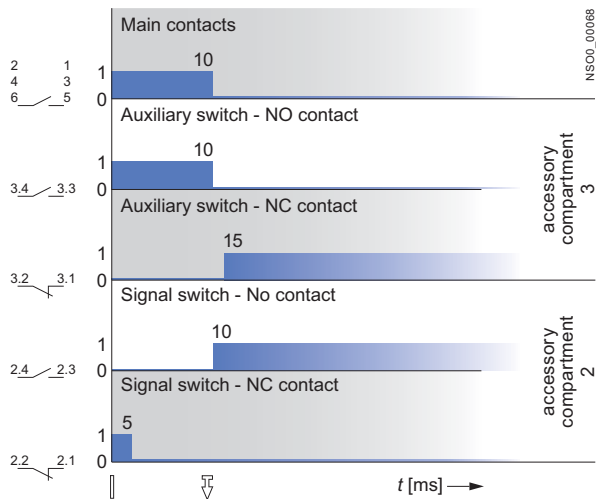 NSO0_00068
Main contacts
2 1
4 3
6 5
10
1
0
Auxiliary switch - NO contact
3.4 3.3
10
1
0
Auxiliary switch - NC contact
3.2 3.1
15
1
0
accessory
compartment
3
Signal switch - No contact
2.4 2.3
10
1
0
Signal switch - NC contact
2.2 2.1
5
1
0
accessory
compartment
2
t [ms]